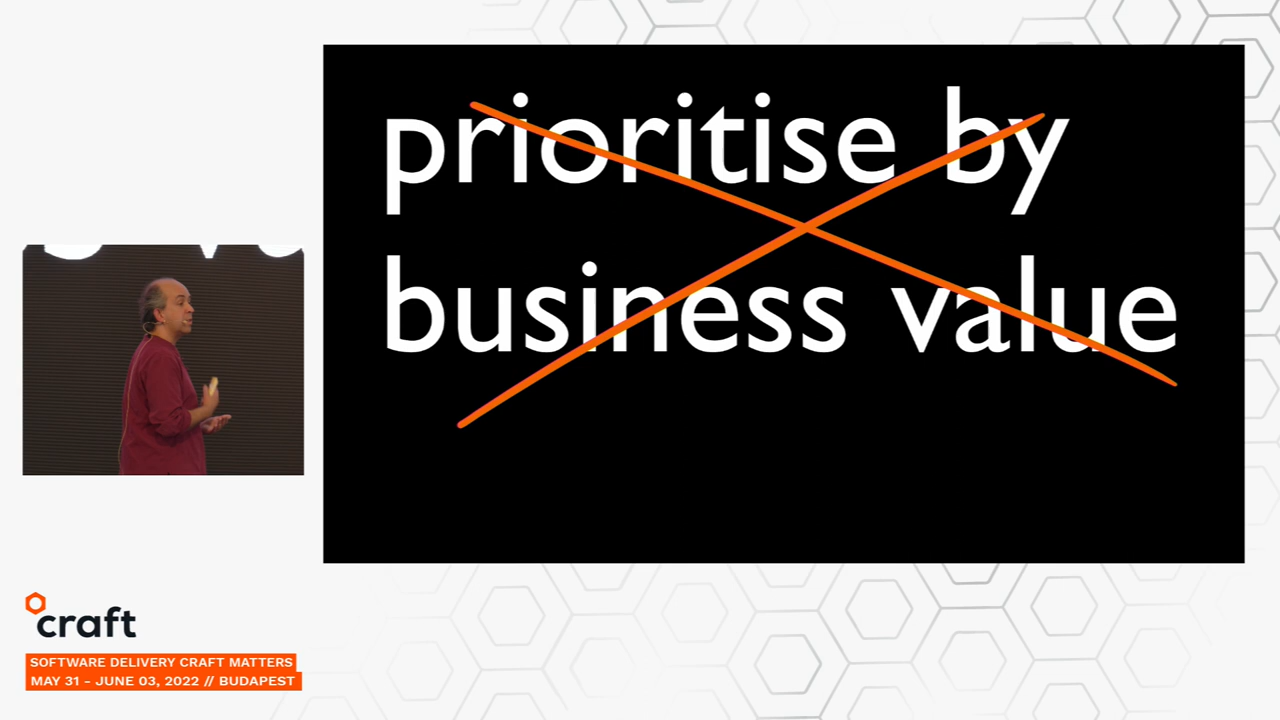 prioritise by
business value
craft
SOFTWARE DELIVERY CRAFT MATTERS
MAY 31 - JUNE 03, 2022 // BUDAPEST